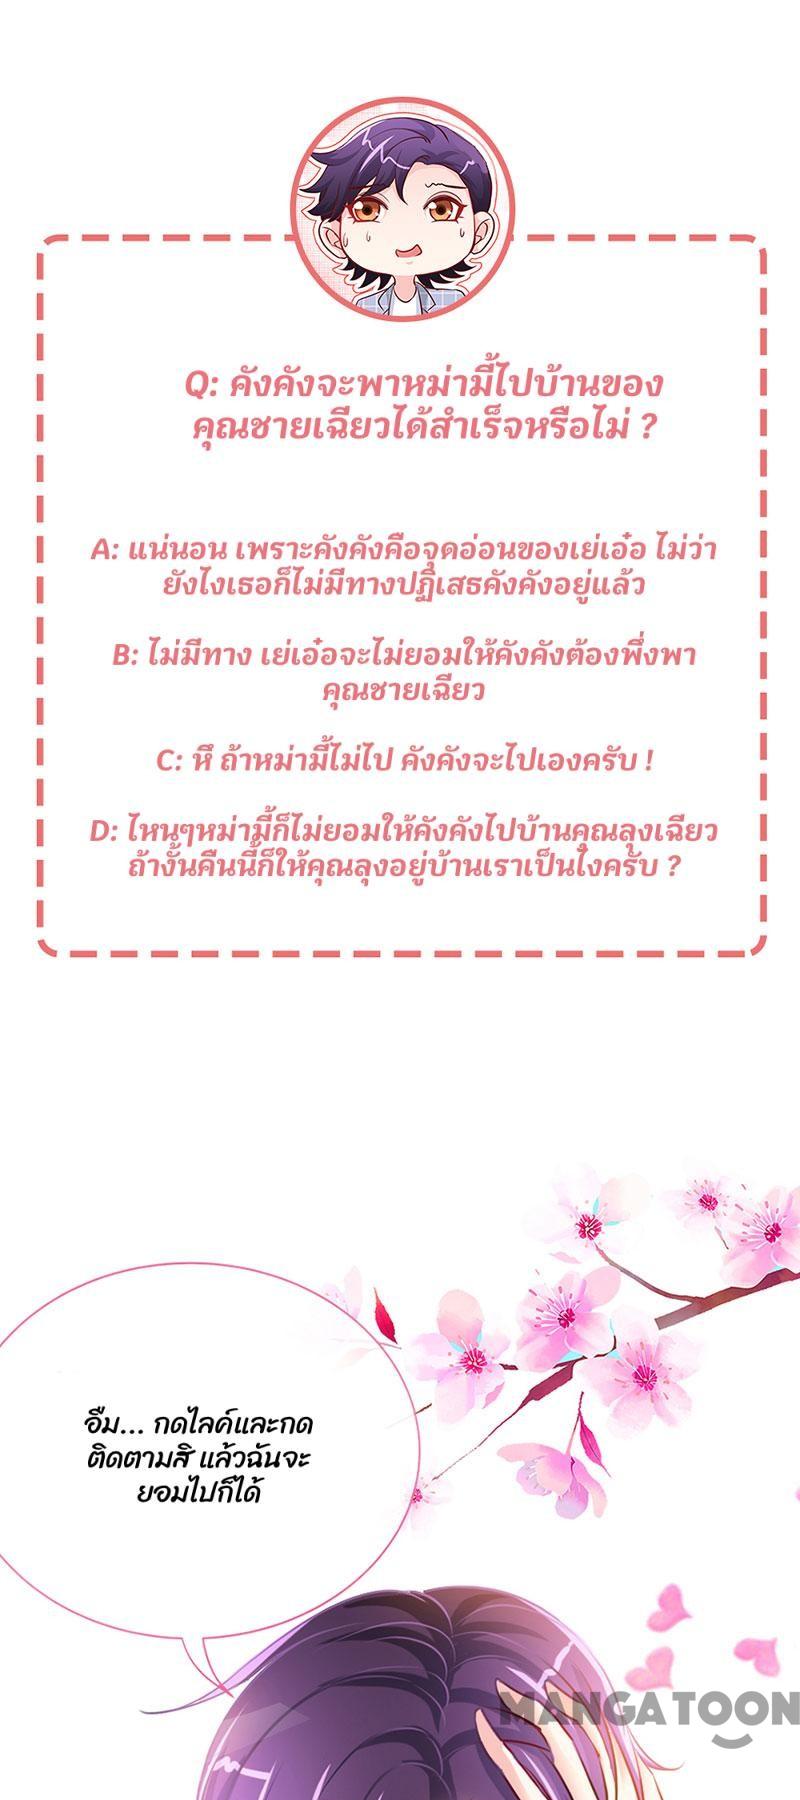 Q: คังคังจะพาหม่ามี้ไปบ้านของ
คุณชายเฉียวได้สำเร็จหรือไม่ ?
A: แน่นอน เพราะคังคังคือจุดอ่อนของเย่เอ๋อ ไม่ว่า
ยังไงเธอก็ไม่มีทางปฏิเสธคังคังอยู่แล้ว
B: ไม่มีทาง เย่เอ๋อจะไม่ยอมให้คังคังต้องพึ่งพา
คุณชายเฉียว
C: หึ ถ้าหม่ามี้ไม่ไป คังคังจะไปเองครับ !
D: ไหนๆหม่ามี้ก็ไม่ยอมให้คังคังไปบ้านคุณลุงเฉียว
ถ้างั้นคืนนี้ก็ให้คุณลุงอยู่บ้านเราเป็นไงครับ ?
อืม... กดไลค์และกด
ติดตามสิ แล้วฉันจะ
ยอมไปก็ได้
MANGATOON